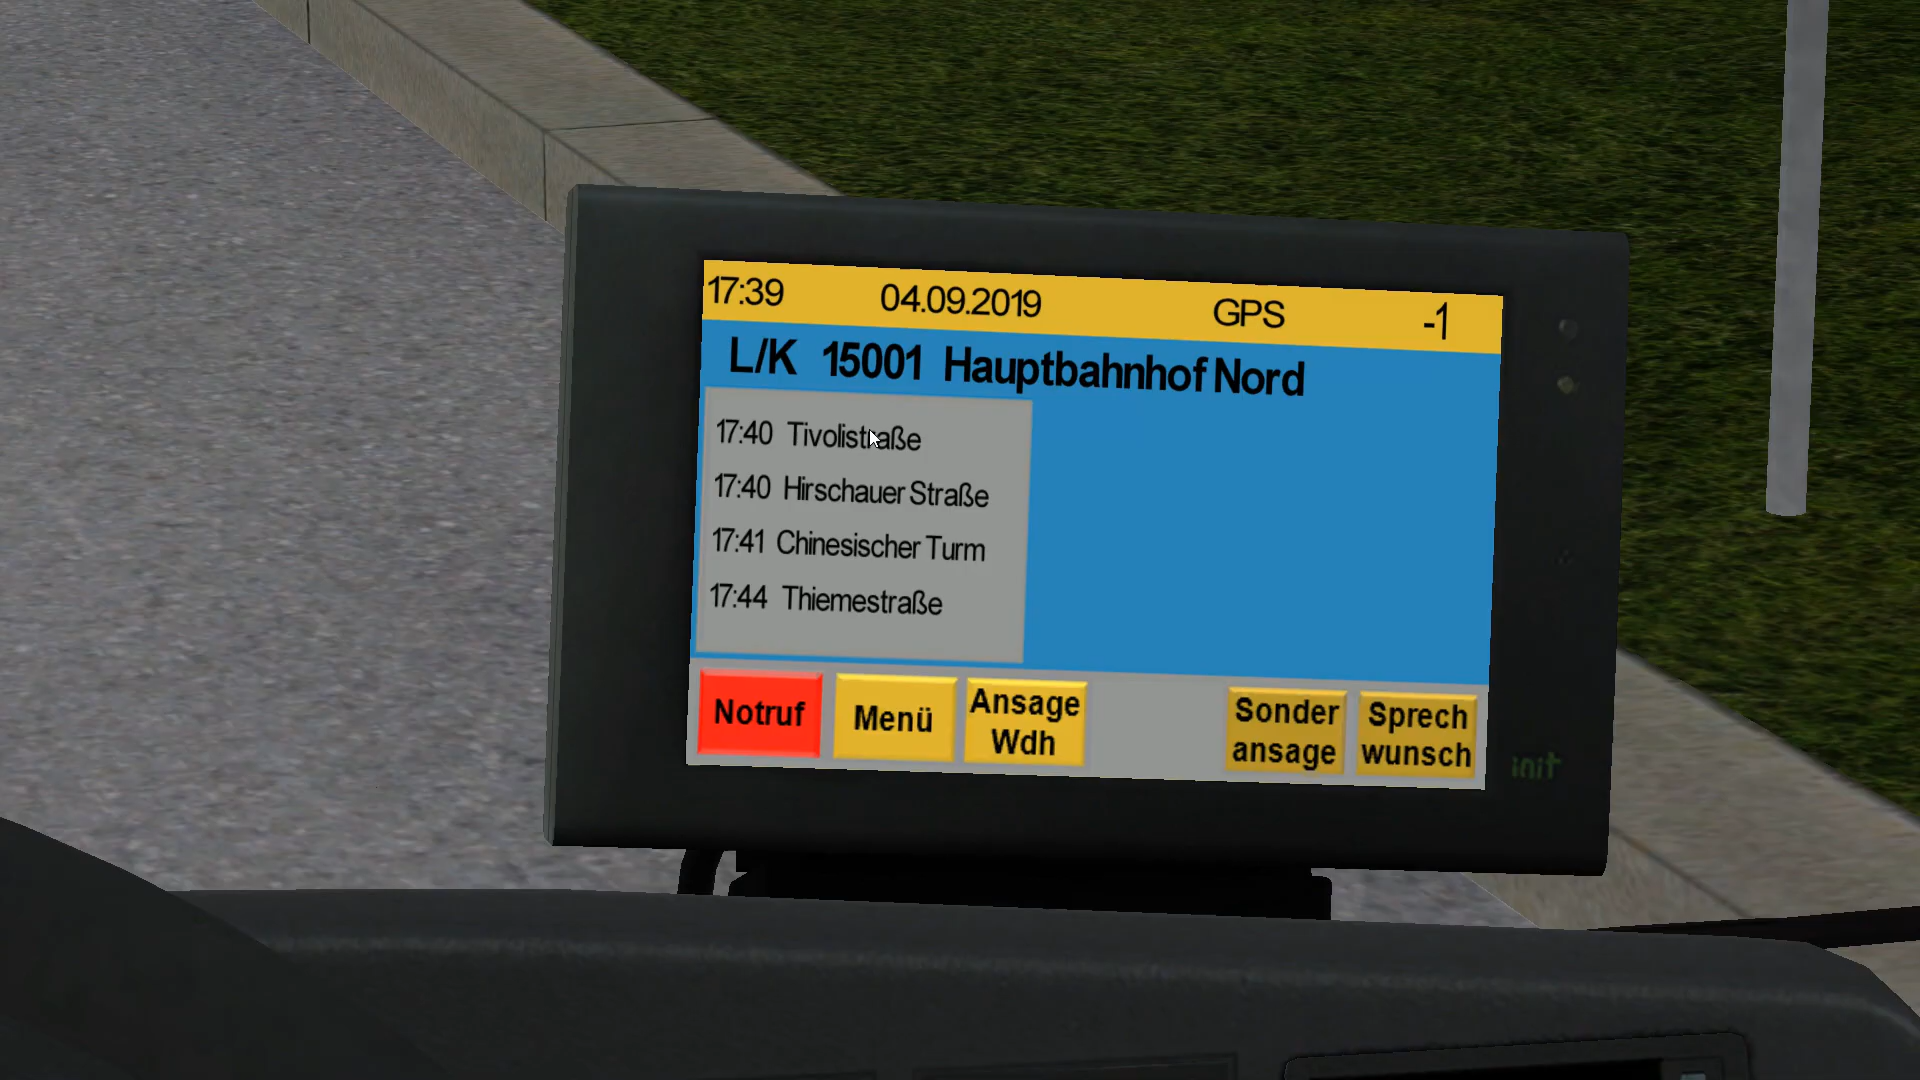 17:39 04.09.2019 GPS -1
L/K 15001 Hauptbahnhof Nord
17:40 Tivolistraße
17:40 Hirschauer Straße
17:41 Chinesischer Turm
17:44 Thiemestraße
Notruf
Menü
Ansage
Wdh
Sonder
ansage
Sprech
wunsch
init